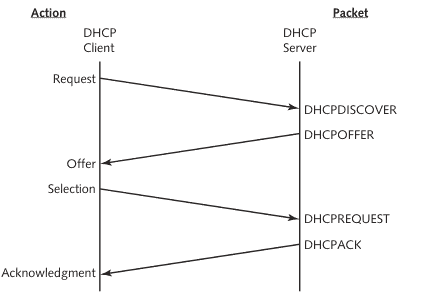 Action
Packet
DHCP
Client
DHCP
Server
Request
DHCPDISCOVER
DHCPOFFER
Offer
Selection
DHCPREQUEST
DHCPACK
Acknowledgment